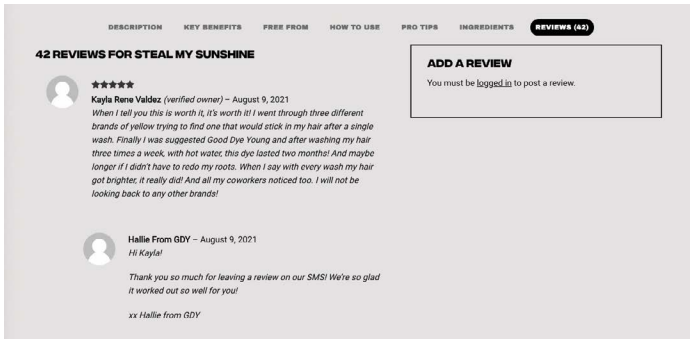 DESCRIPTION KEY BENEFITS FREE FROM HOW TO USE PRO TIPS INGREDIENTS REVIEWS (42)
42 REVIEWS FOR STEAL MY SUNSHINE
Kayla Rene Valdez (verified owner) – August 9, 2021
When I tell you this is worth it, it's worth it! I went through three different
brands of yellow trying to find one that would stick in my hair after a single
wash. Finally I was suggested Good Dye Young and after washing my hair
three times a week, with hot water, this dye lasted two months! And maybe
longer if I didn't have to redo my roots. When I say with every wash my hair
got brighter, it really did! And all my coworkers noticed too. I will not be
looking back to any other brands!
Hallie From GDY – August 9, 2021
Hi Kayla!
Thank you so much for leaving a review on our SMS! We're so glad
it worked out so well for you!
xx Hallie from GDY
ADD A REVIEW
You must be logged in to post a review.